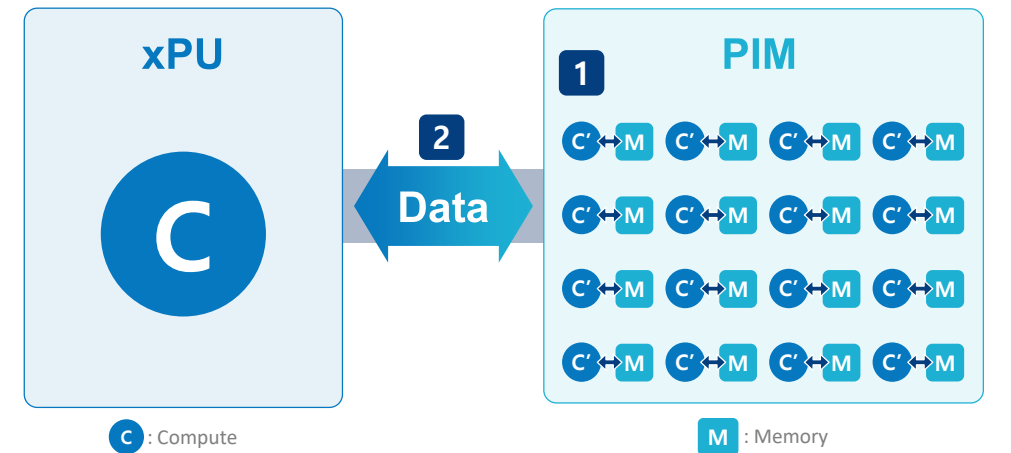 xPU
PIM
1
2
C
Data
C’ M C’ M C’ M C’ M
C’ M C’ M C’ M C’ M
C’ M C’ M C’ M C’ M
C’ M C’ M C’ M C’ M
C : Compute
M : Memory